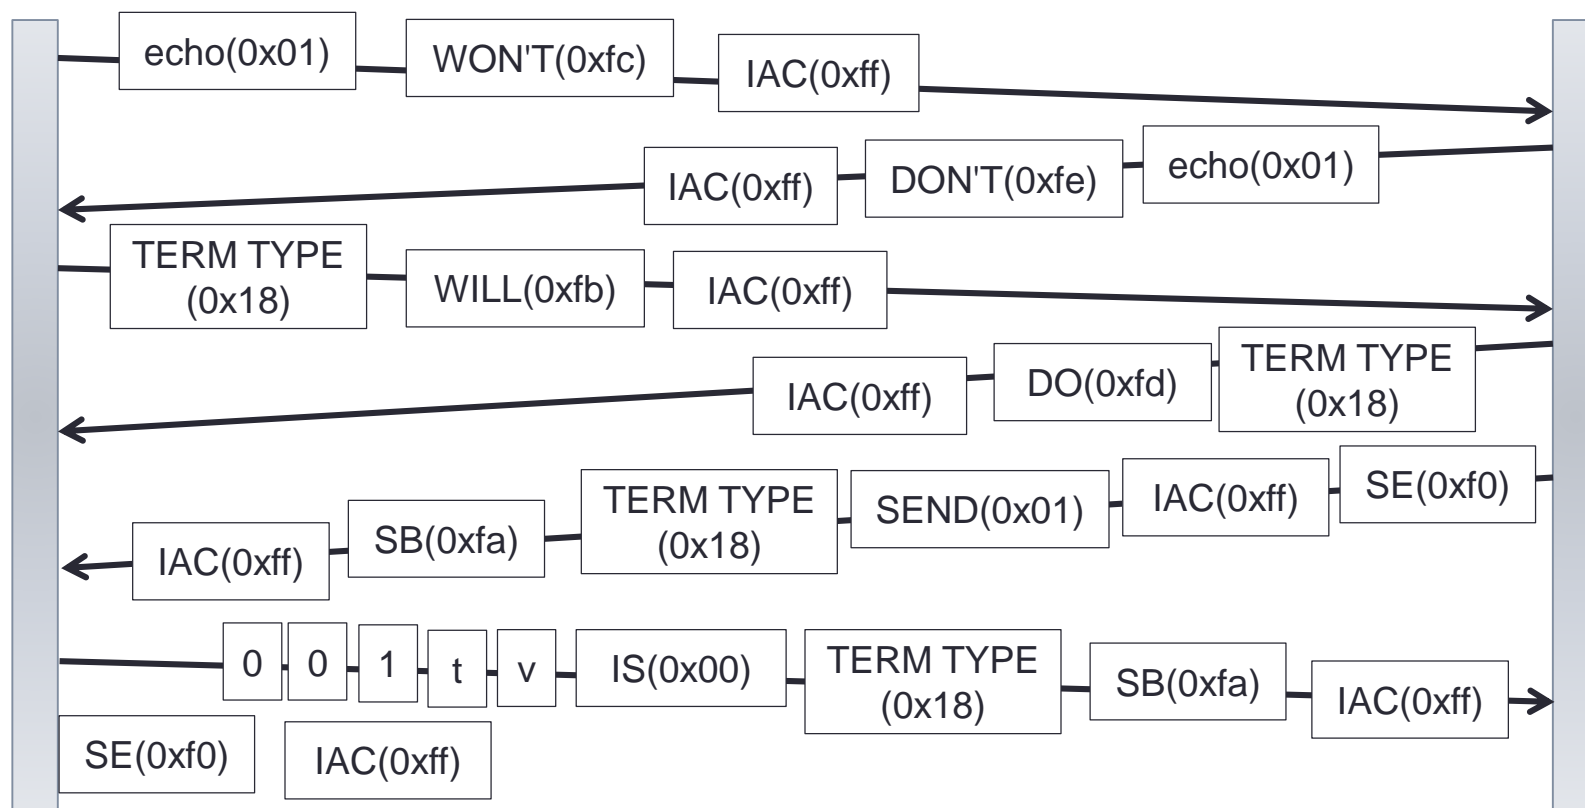 echo(0x01) WON'T(0xfc) IAC(0xff)
IAC(0xff) DON'T(0xfe) echo(0x01)
TERM TYPE
(0x18) WILL(0xfb) IAC(0xff)
IAC(0xff) DO(0xfd) TERM TYPE
(0x18)
IAC(0xff) SB(0xfa) TERM TYPE
(0x18) SEND(0x01) IAC(0xff) SE(0xf0)
0 0 1 t v IS(0x00) TERM TYPE
(0x18) SB(0xfa) IAC(0xff)
SE(0xf0) IAC(0xff)